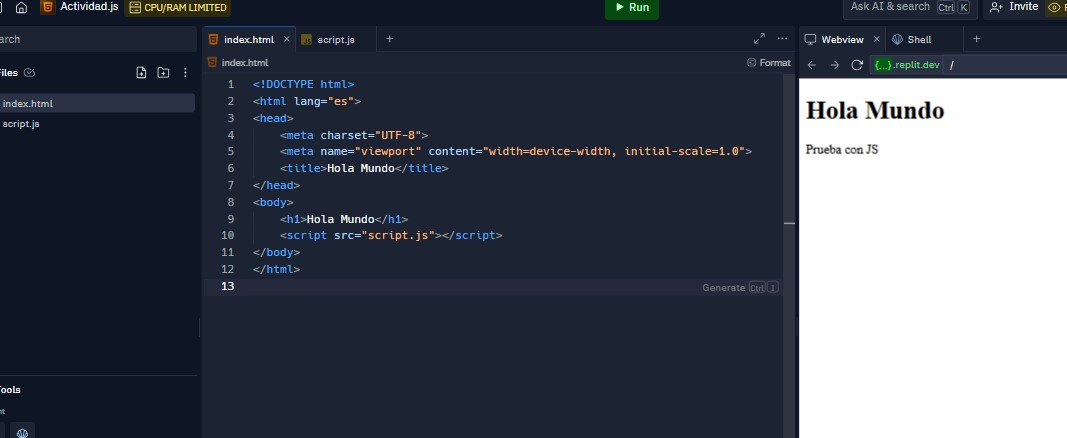 Actividad.js
CPU/RAM LIMITED
Run
Ask AI & search Ctrl K
Invite
index.html
script.js
Webview
Shell
index.html
Format
{...}.replit.dev /
index.html
script.js
1 <!DOCTYPE html>
2 <html lang="es">
3 <head>
4 <meta charset="UTF-8">
5 <meta name="viewport" content="width=device-width, initial-scale=1.0">
6 <title>Hola Mundo</title>
7 </head>
8 <body>
9 <h1>Hola Mundo</h1>
10 <script src="script.js"></script>
11 </body>
12 </html>
13
Generate Ctrl I
Hola Mundo
Prueba con JS